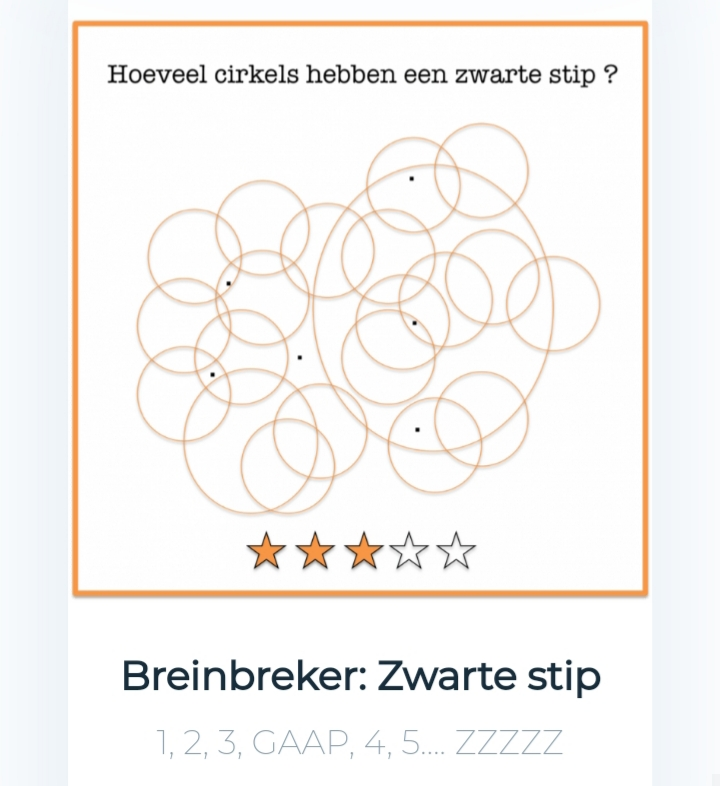 Hoeveel cirkels hebben een zwarte stip ?
Breinbreker: Zwarte stip
1, 2, 3, GAAP, 4, 5.... ZZZZZ